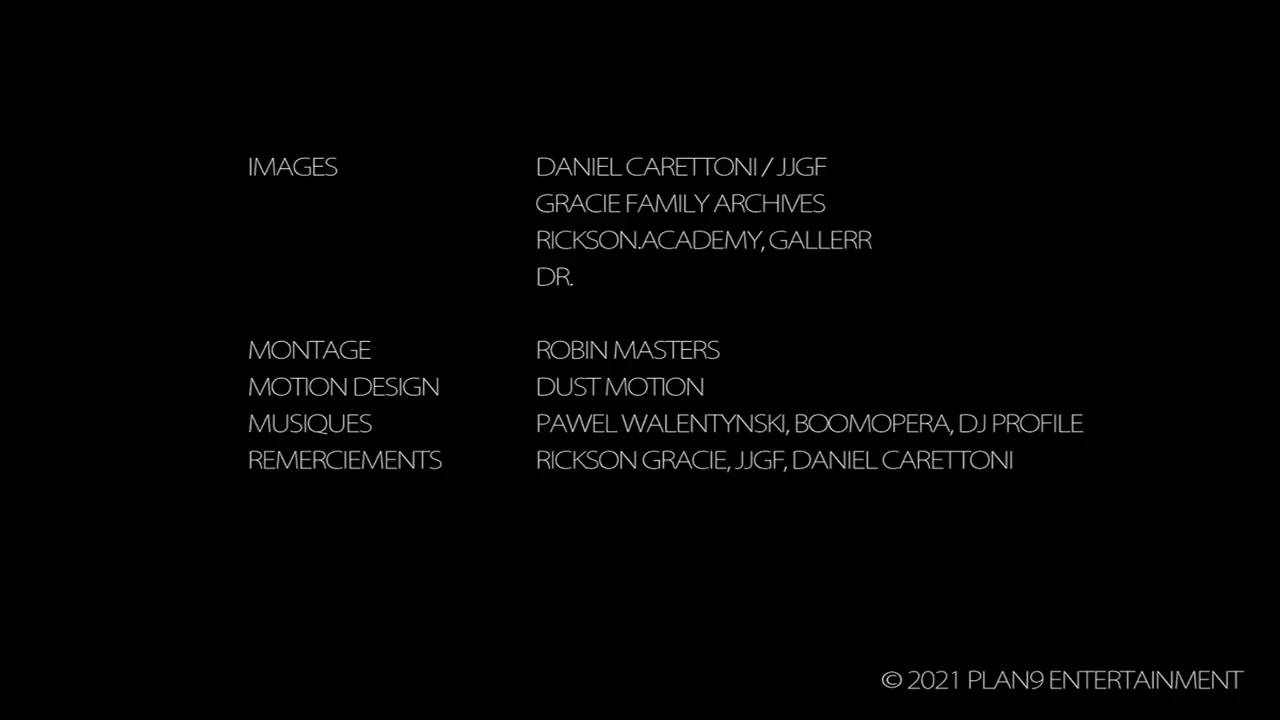 IMAGES DANIEL CARETTONI / JJGF
GRACIE FAMILY ARCHIVES
RICKSON.ACADEMY, GALLERR
DR.
MONTAGE ROBIN MASTERS
MOTION DESIGN DUST MOTION
MUSIQUES PAWEL WALENTYNSKI, BOOMOPERA, DJ PROFILE
REMERCIEMENTS RICKSON GRACIE, JJGF, DANIEL CARETTONI
© 2021 PLAN9 ENTERTAINMENT